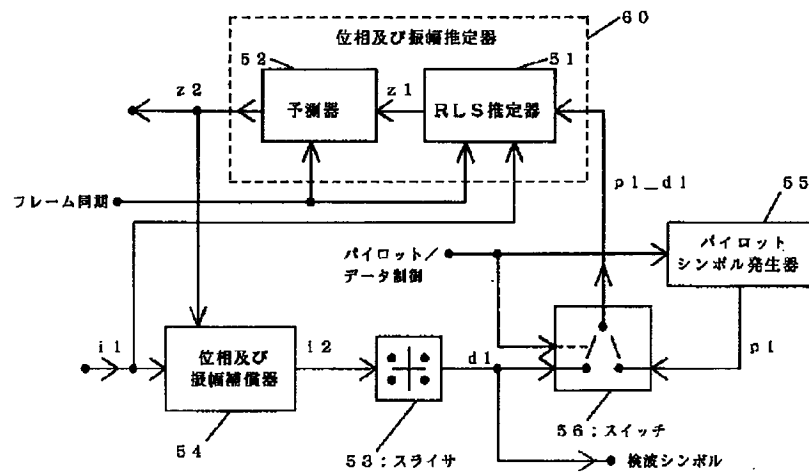 60
位相及び振幅推定器
52
51
z2
予測器
z1
RLS推定器
p1_d1
フレーム同期
55
パイロット
シンボル発生器
パイロット/
データ制御
i1
位相及び
振幅補償器
i2
d1
p1
54
53;スライサ
56;スイッチ
検波シンボル